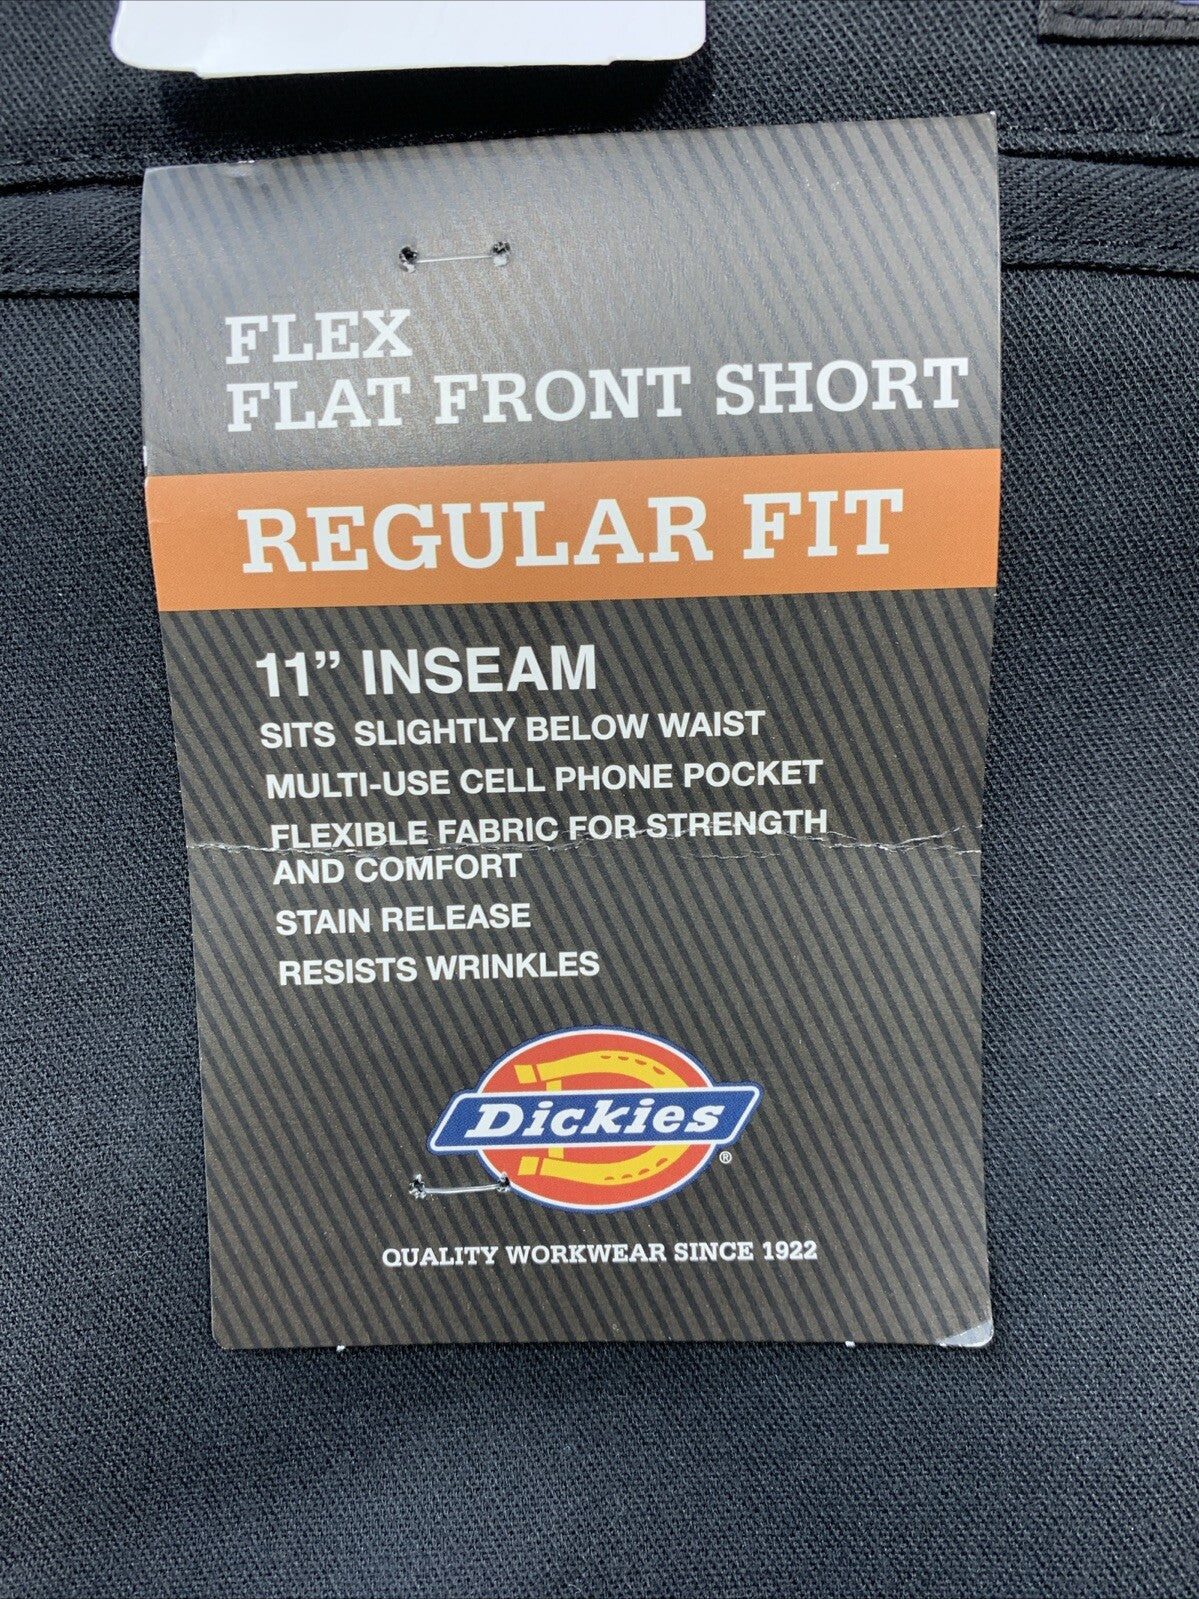 FLEX
FLAT FRONT SHORT
REGULAR FIT
11” INSEAM
SITS SLIGHTLY BELOW WAIST
MULTI-USE CELL PHONE POCKET
FLEXIBLE FABRIC FOR STRENGTH
AND COMFORT
STAIN RELEASE
RESISTS WRINKLES
Dickies®
QUALITY WORKWEAR SINCE 1922